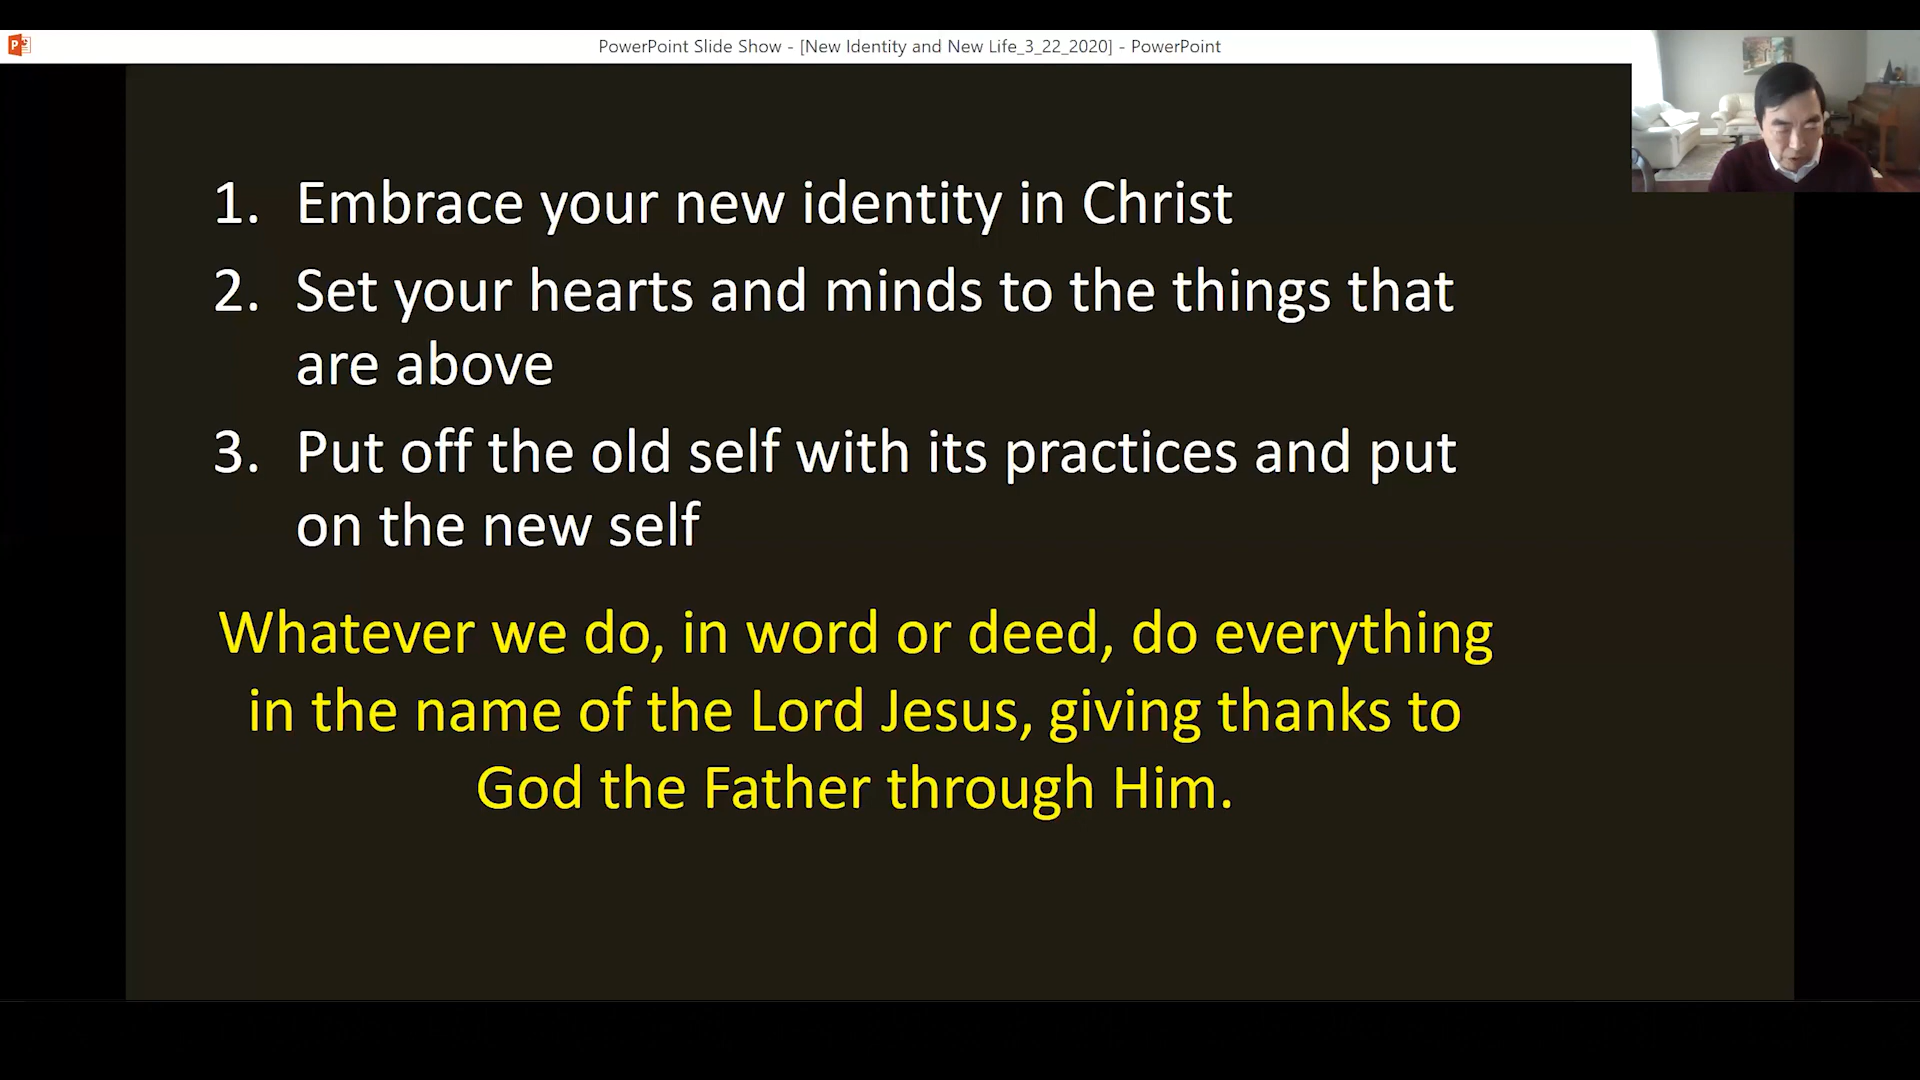 PowerPoint Slide Show - [New Identity and New Life_3_22_2020] - PowerPoint
1. Embrace your new identity in Christ
2. Set your hearts and minds to the things that
are above
3. Put off the old self with its practices and put
on the new self
Whatever we do, in word or deed, do everything
in the name of the Lord Jesus, giving thanks to
God the Father through Him.